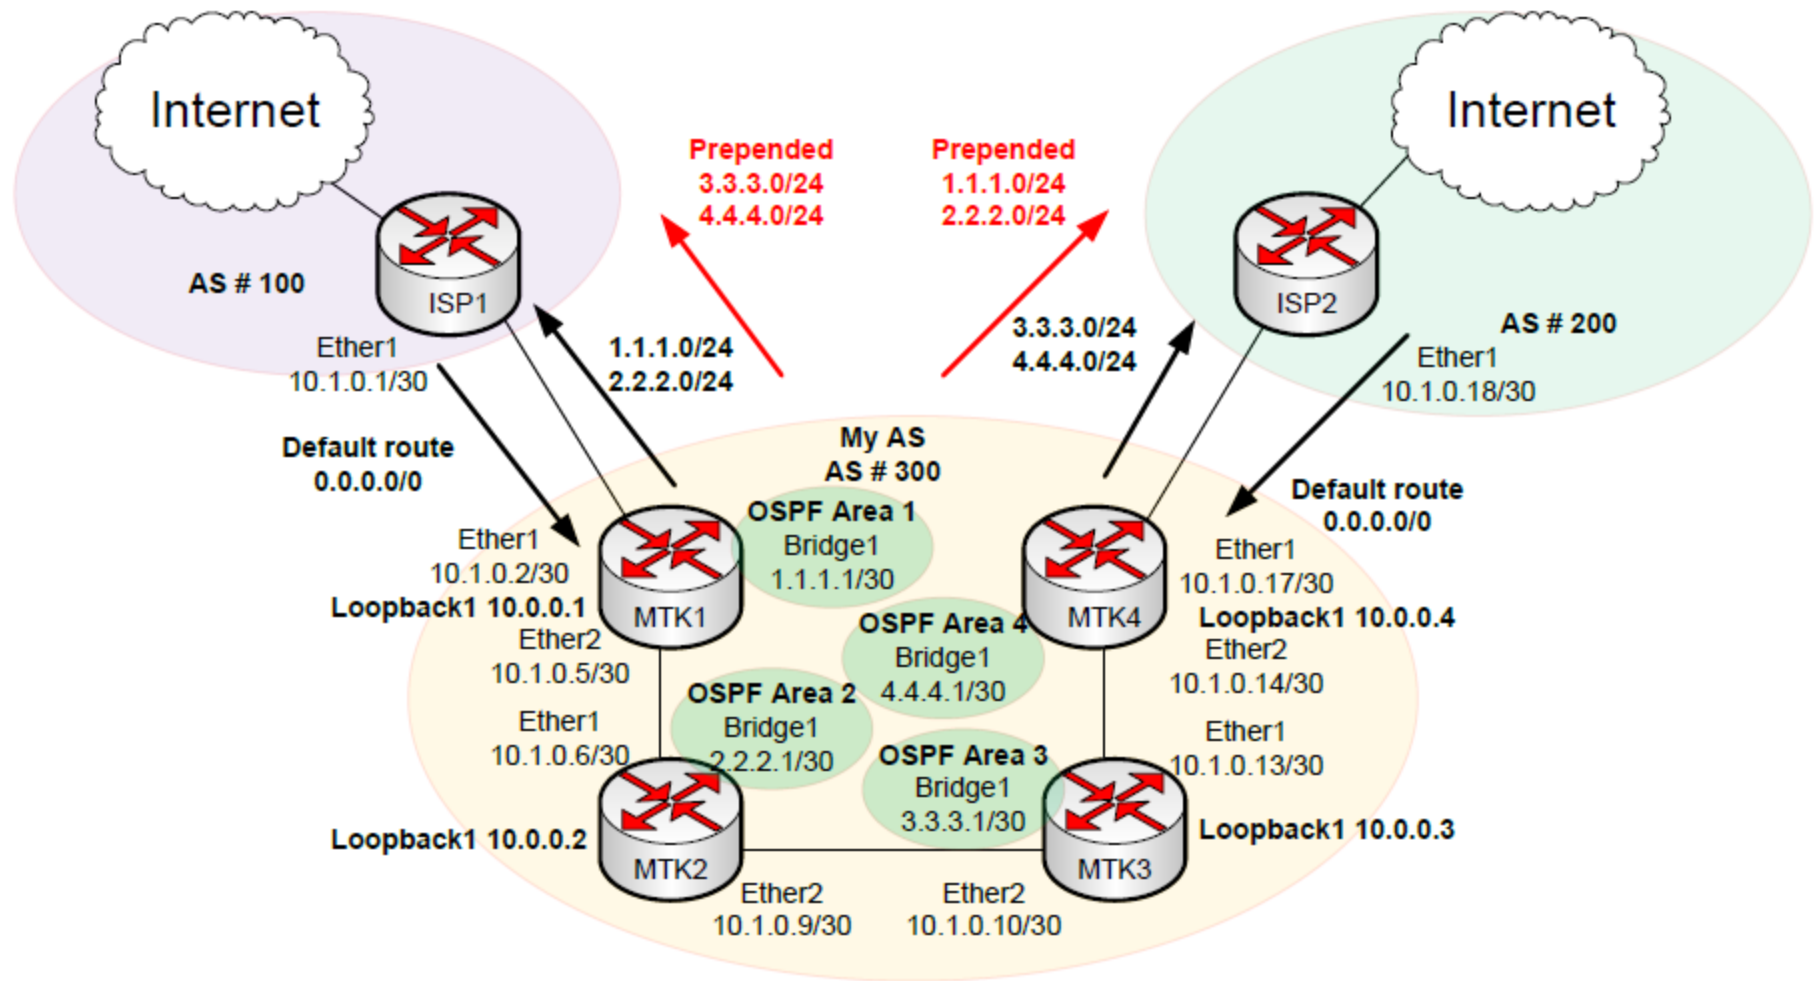 Internet
Internet
Prepended
3.3.3.0/24
4.4.4.0/24
Prepended
1.1.1.0/24
2.2.2.0/24
AS # 100
ISP1
Ether1
10.1.0.1/30
1.1.1.0/24
2.2.2.0/24
3.3.3.0/24
4.4.4.0/24
ISP2
AS # 200
Ether1
10.1.0.18/30
Default route
0.0.0.0/0
My AS
AS # 300
Default route
0.0.0.0/0
Ether1
10.1.0.2/30
Loopback1 10.0.0.1
MTK1
Ether2
10.1.0.5/30
OSPF Area 1
Bridge1
1.1.1.1/30
OSPF Area 4
Bridge1
4.4.4.1/30
MTK4
Ether1
10.1.0.17/30
Loopback1 10.0.0.4
Ether2
10.1.0.14/30
Ether1
10.1.0.6/30
OSPF Area 2
Bridge1
2.2.2.1/30
OSPF Area 3
Bridge1
3.3.3.1/30
Ether1
10.1.0.13/30
Loopback1 10.0.0.2
MTK2
MTK3
Loopback1 10.0.0.3
Ether2
10.1.0.9/30
Ether2
10.1.0.10/30